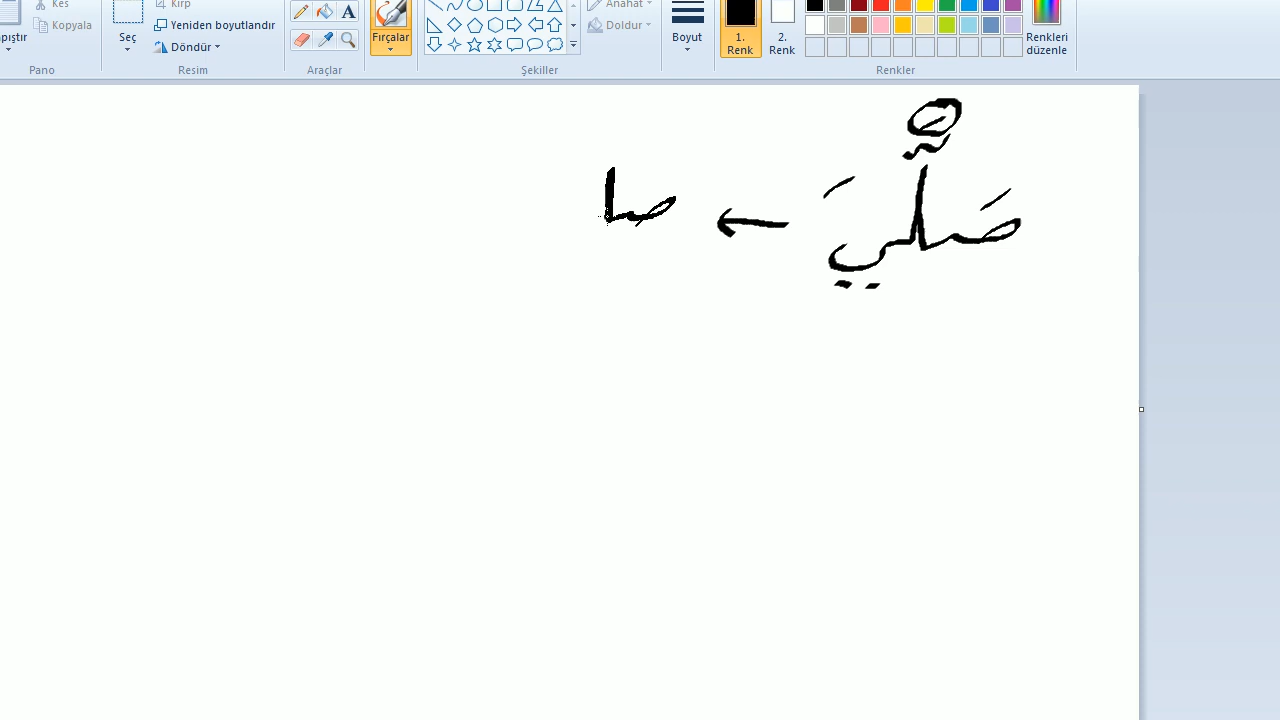 Kırp
Yeniden boyutlandır
Döndür
Kopyala
Seç
Fırçalar
Anahat
Doldur
Boyut
1. Renk
2. Renk
Renkleri düzenle
Pano
Resim
Araçlar
Şekiller
Renkler
A
Kes
صَلَّيَ ← صا